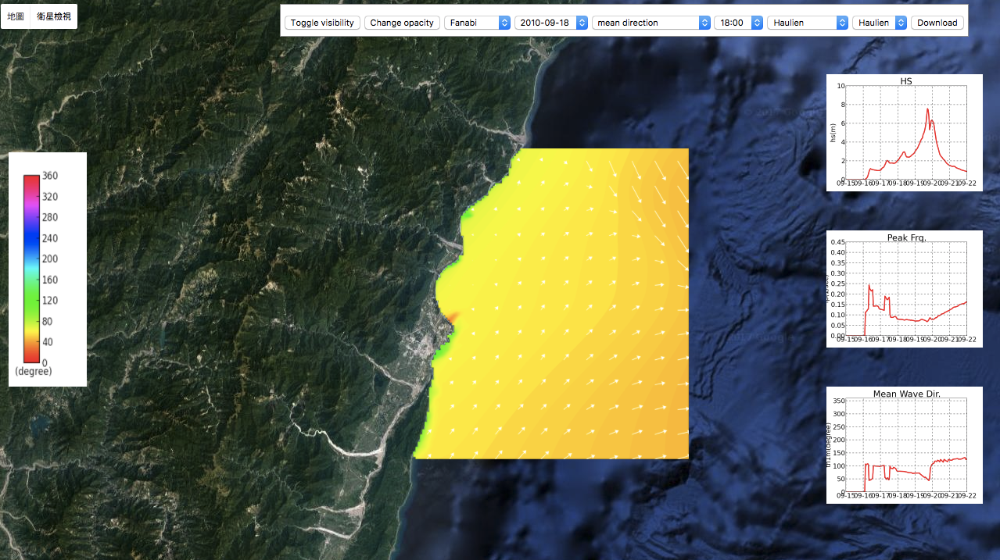 地圖 衛星檢視
Toggle visibility Change opacity Fanabi 2010-09-18 mean direction 18:00 Haulien Haulien Download
360
320
280
240
200
160
120
80
40
0
(degree)
HS
10
8
6
4
2
0
hs(m)
09-15 09-16 09-17 09-18 09-19 09-20 09-21 09-22
Peak Frq.
0.45
0.40
0.35
0.30
0.25
0.20
0.15
0.10
0.05
0.00
09-15 09-16 09-17 09-18 09-19 09-20 09-21 09-22
Mean Wave Dir.
350
300
250
200
150
100
50
0
09-15 09-16 09-17 09-18 09-19 09-20 09-21 09-22
© 2017 Google
2017 Google